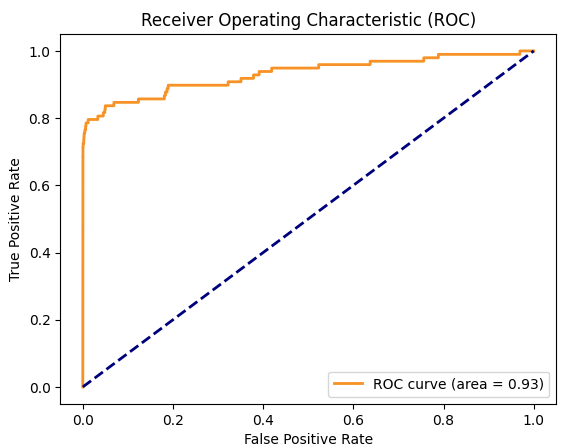 Receiver Operating Characteristic (ROC)
True Positive Rate
1.0
0.8
0.6
0.4
0.2
0.0
ROC curve (area = 0.93)
0.0 0.2 0.4 0.6 0.8 1.0
False Positive Rate